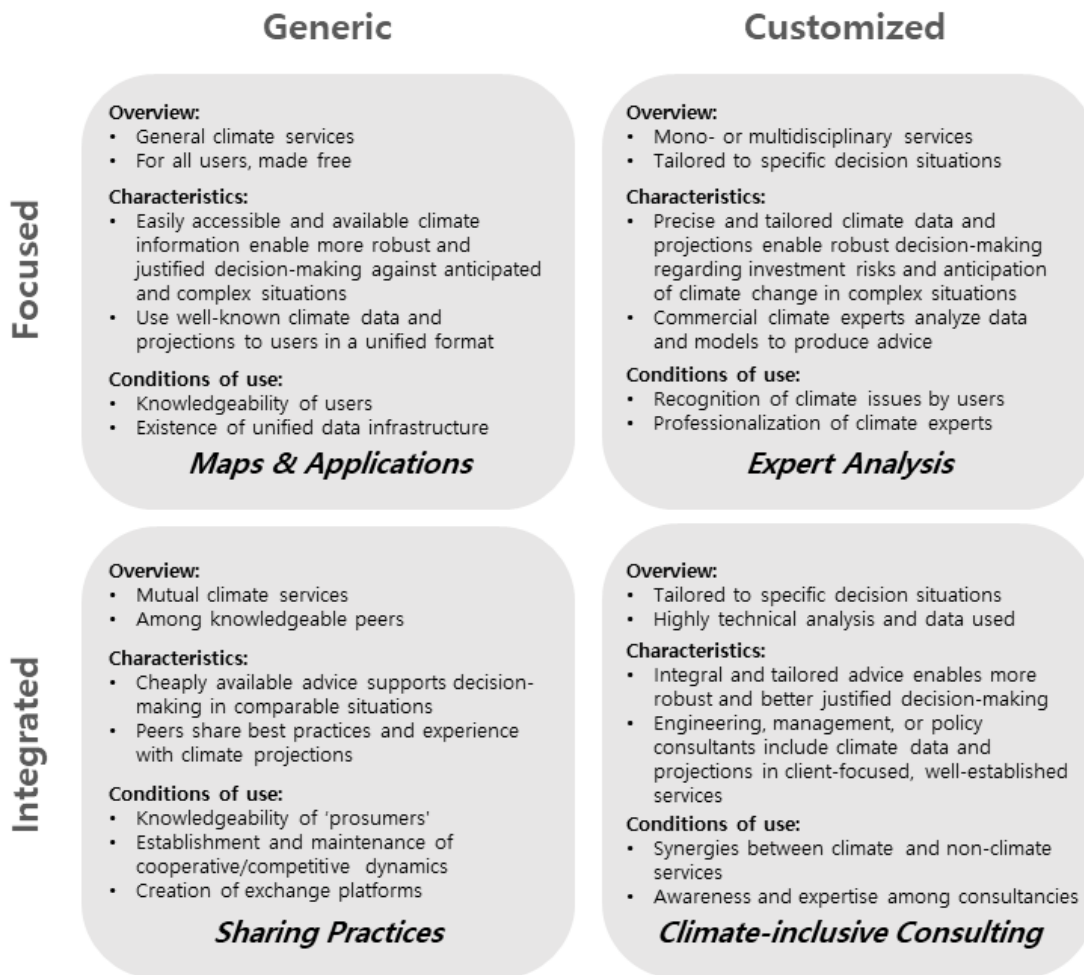 Generic
Customized
Focused
Overview:
• General climate services
• For all users, made free
Characteristics:
• Easily accessible and available climate
information enable more robust and
justified decision-making against anticipated
and complex situations
• Use well-known climate data and
projections to users in a unified format
Conditions of use:
• Knowledgeability of users
• Existence of unified data infrastructure
Maps & Applications
Overview:
• Mono- or multidisciplinary services
• Tailored to specific decision situations
Characteristics:
• Precise and tailored climate data and
projections enable robust decision-making
regarding investment risks and anticipation
of climate change in complex situations
• Commercial climate experts analyze data
and models to produce advice
Conditions of use:
• Recognition of climate issues by users
• Professionalization of climate experts
Expert Analysis
Integrated
Overview:
• Mutual climate services
• Among knowledgeable peers
Characteristics:
• Cheaply available advice supports decision-
making in comparable situations
• Peers share best practices and experience
with climate projections
Conditions of use:
• Knowledgeability of 'prosumers'
• Establishment and maintenance of
cooperative/competitive dynamics
• Creation of exchange platforms
Sharing Practices
Overview:
• Tailored to specific decision situations
• Highly technical analysis and data used
Characteristics:
• Integral and tailored advice enables more
robust and better justified decision-making
• Engineering, management, or policy
consultants include climate data and
projections in client-focused, well-established
services
Conditions of use:
• Synergies between climate and non-climate
services
• Awareness and expertise among consultancies
Climate-inclusive Consulting